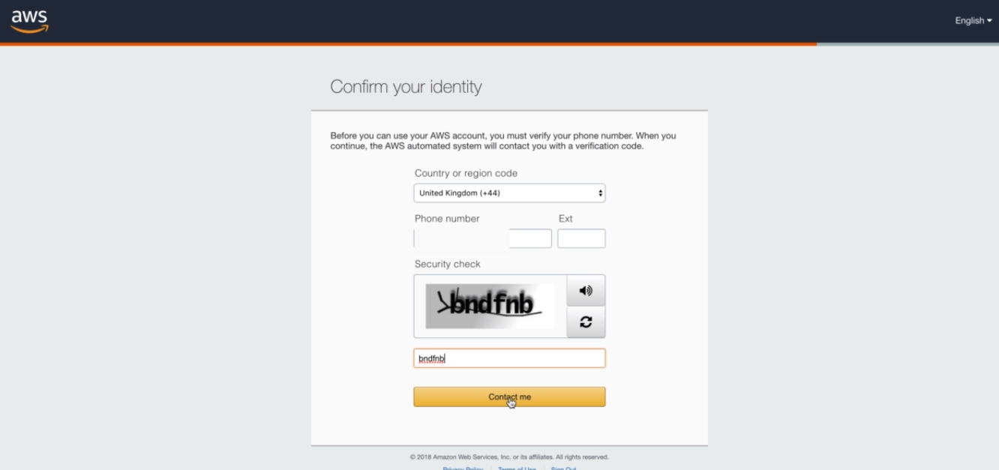 aws
English
Confirm your identity
Before you can use your AWS account, you must verify your phone number. When you
continue, the AWS automated system will contact you with a verification code.
Country or region code
United Kingdom (+44)
Phone number Ext
Security check
bndfnb
bndfnb
Contact me
© 2018 Amazon Web Services, Inc. or its affiliates. All rights reserved.
Privacy Policy Terms of Use Sign Out